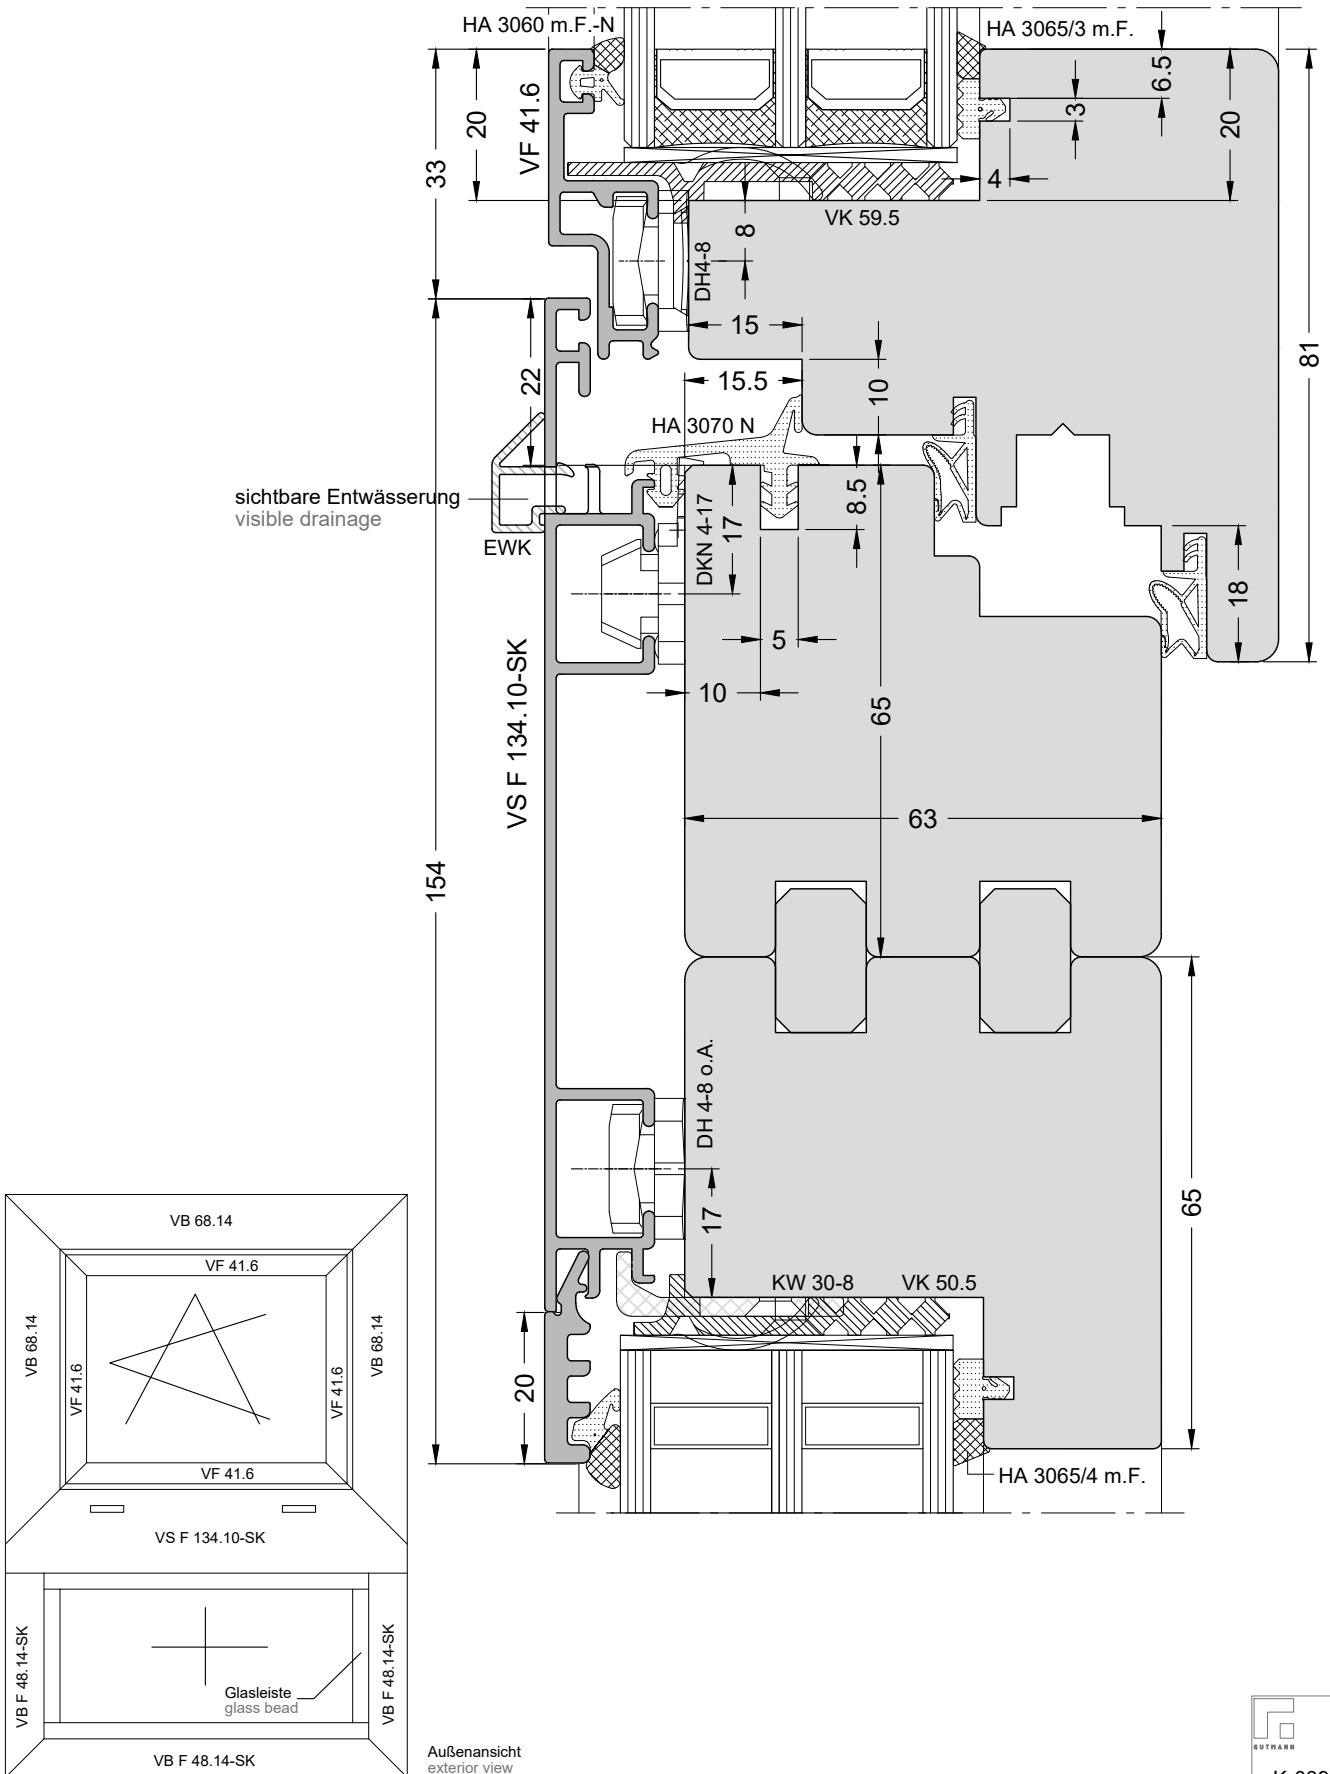 HA 3060 m.F.-N
HA 3065/3 m.F.
6.5
3
20
4
20
VF 41.6
33
8
VK 59.5
DH4-8
15
15.5
10
22
81
HA 3070 N
8.5
sichtbare Entwässerung
visible drainage
EWK
DKN 4-17
17
5
10
18
VS F 134.10-SK
65
63
154
DH 4-8 o.A.
17
65
KW 30-8
VK 50.5
20
HA 3065/4 m.F.
VB 68.14
VF 41.6
VB 68.14
VF 41.6
VF 41.6
VB 68.14
VF 41.6
VS F 134.10-SK
VB F 48.14-SK
Glasleiste
glass bead
VB F 48.14-SK
VB F 48.14-SK
Außenansicht
exterior view
GUTMANN